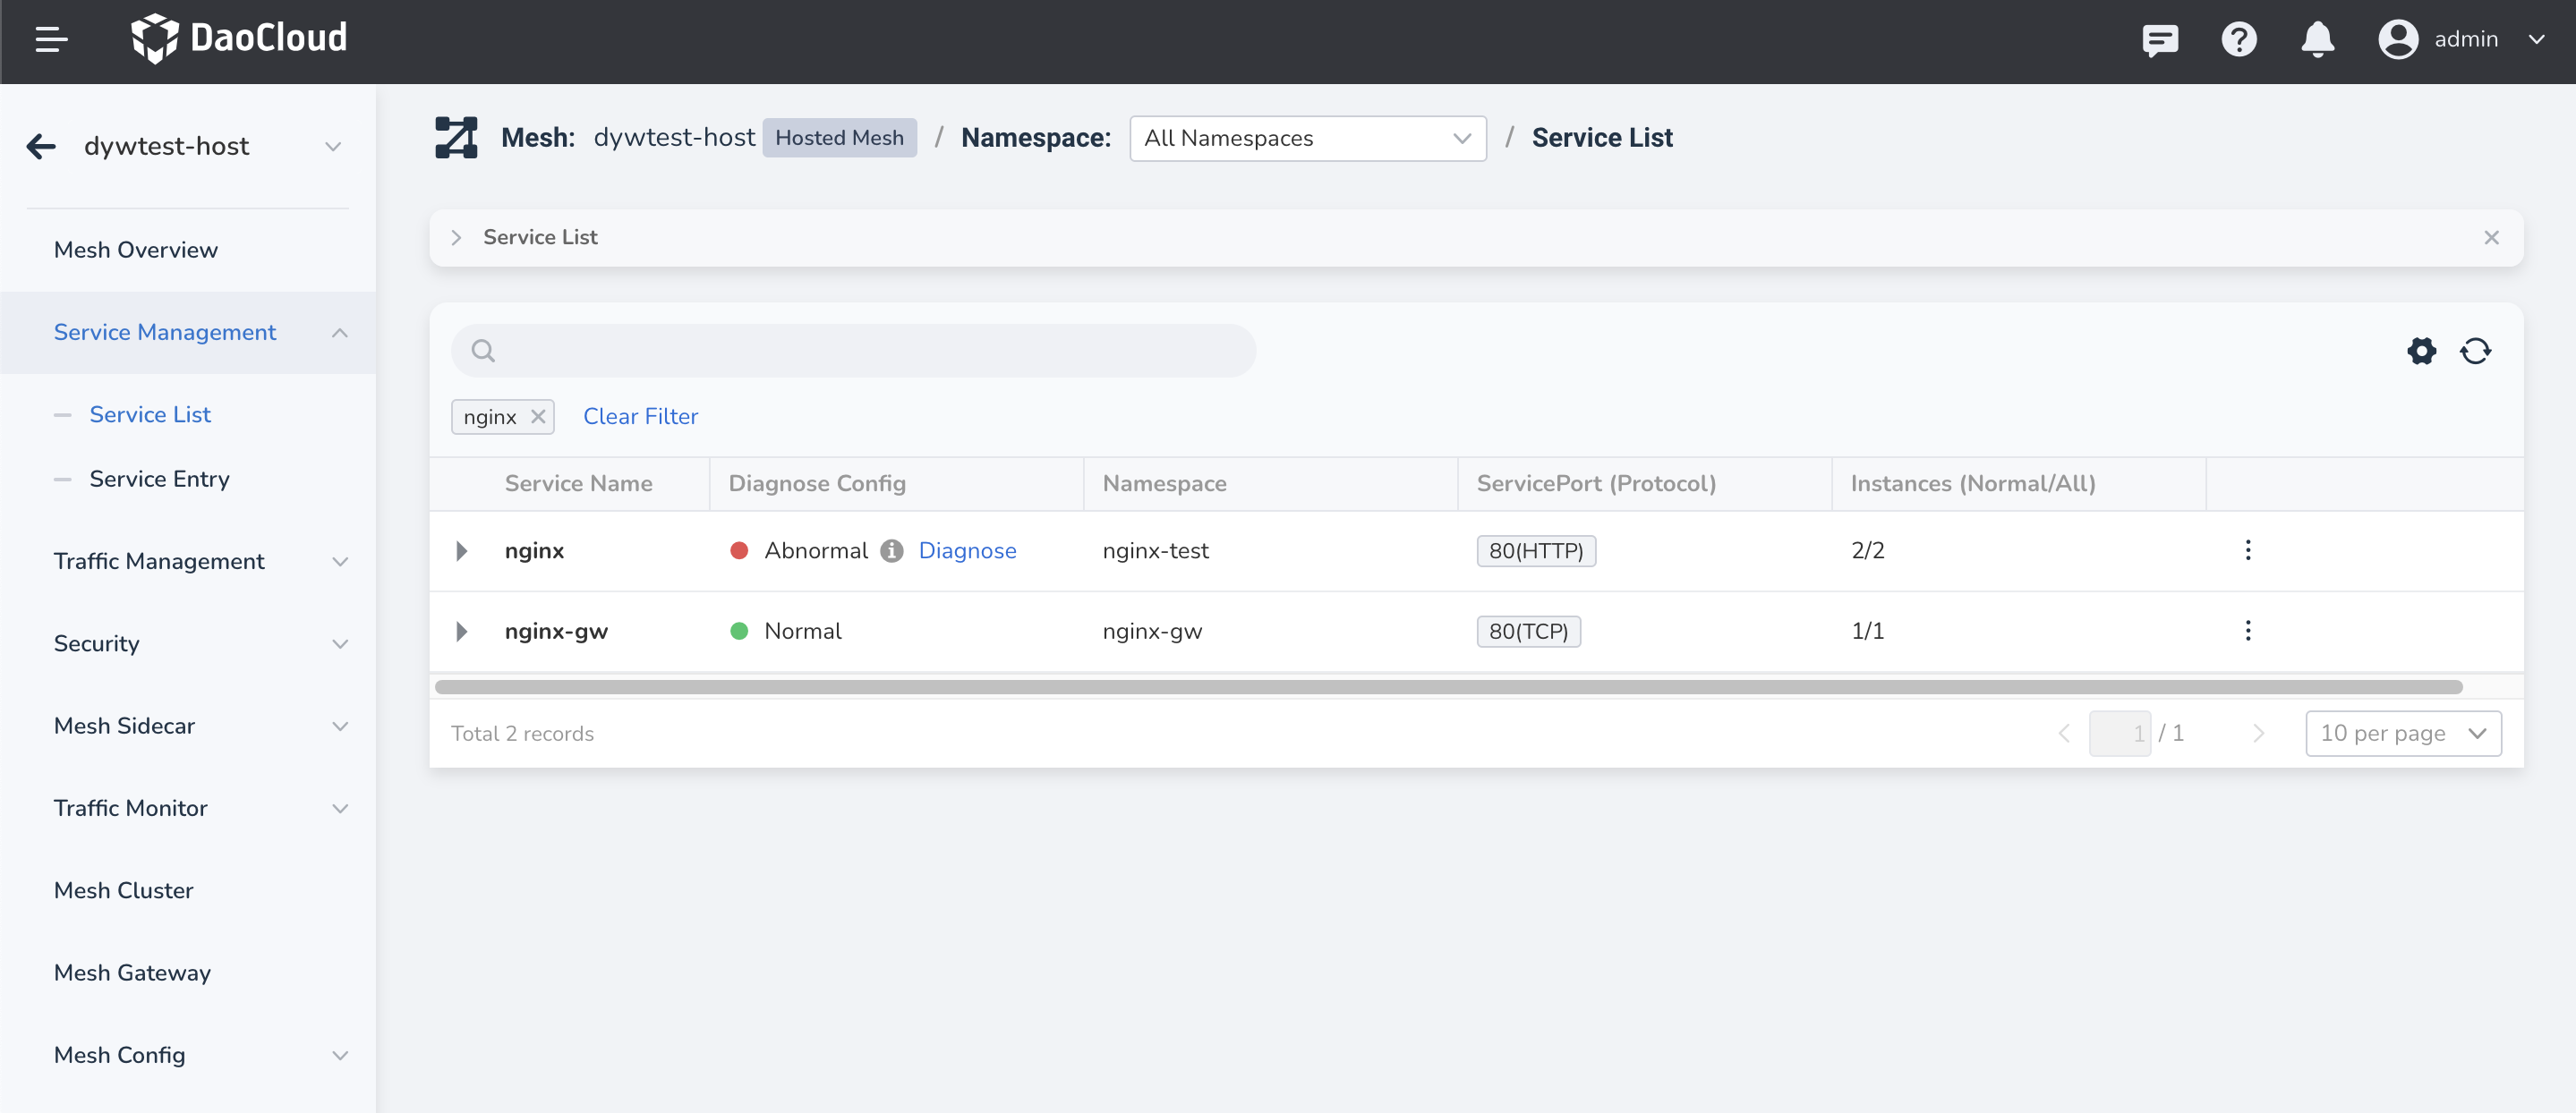 DaoCloud
admin
dywtest-host
Mesh Overview
Service Management
Service List
Service Entry
Traffic Management
Security
Mesh Sidecar
Traffic Monitor
Mesh Cluster
Mesh Gateway
Mesh Config
Mesh: dywtest-host Hosted Mesh / Namespace: All Namespaces / Service List
Service List
nginx Clear Filter
Service Name Diagnose Config Namespace ServicePort (Protocol) Instances (Normal/All)
nginx Abnormal Diagnose nginx-test 80(HTTP) 2/2
nginx-gw Normal nginx-gw 80(TCP) 1/1
Total 2 records 1 / 1 10 per page